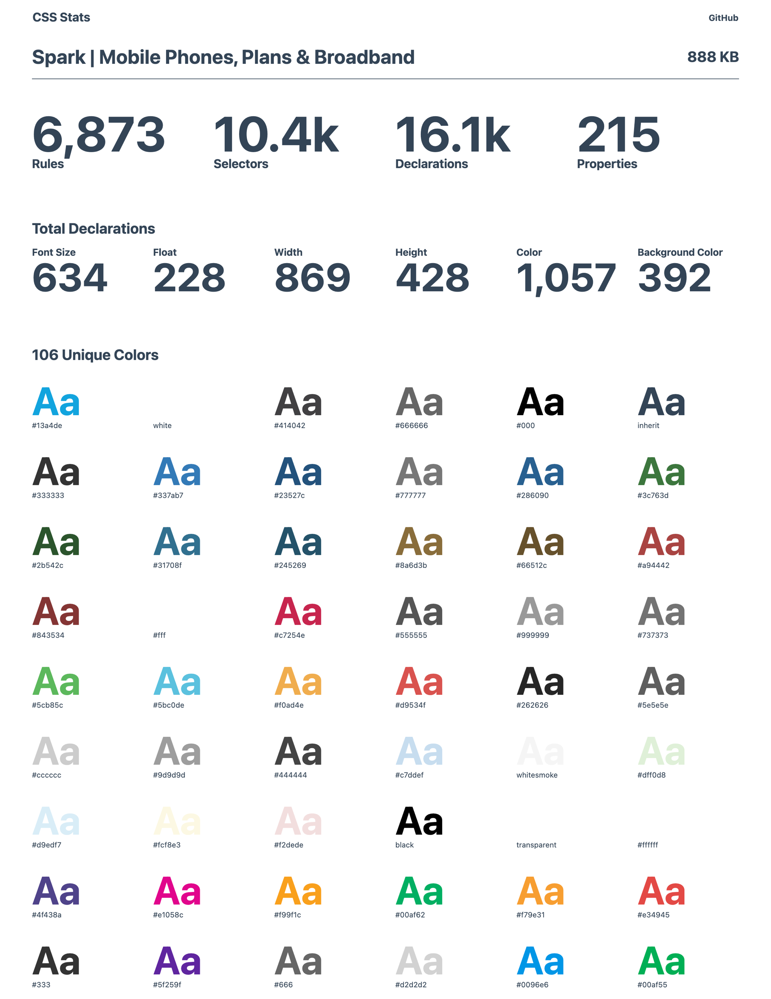 CSS Stats
GitHub
Spark | Mobile Phones, Plans & Broadband
888 KB
6,873 10.4k 16.1k 215
Rules Selectors Declarations Properties
Total Declarations
Font Size Float Width Height Color Background Color
634 228 869 428 1,057 392
106 Unique Colors
Aa Aa Aa Aa Aa
#13a4de white #414042 #666666 #000 inherit
Aa Aa Aa Aa Aa Aa
#333333 #337ab7 #23527c #777777 #286090 #3c763d
Aa Aa Aa Aa Aa Aa
#2b542c #31708f #245269 #8a6d3b #66512c #a94442
Aa Aa Aa Aa Aa
#843534 #fff #c7254e #555555 #999999 #737373
Aa Aa Aa Aa Aa Aa
#5cb85c #5bc0de #f0ad4e #d9534f #262626 #5e5e5e
Aa Aa Aa Aa Aa Aa
#cccccc #9d9d9d #444444 #c7ddef whitesmoke #dff0d8
Aa Aa Aa Aa
#d9edf7 #fcf8e3 #f2dede black transparent #ffffff
Aa Aa Aa Aa Aa Aa
#4f438a #e1058c #f99f1c #00af62 #f79e31 #e34945
Aa Aa Aa Aa Aa Aa
#333 #5f259f #666 #d2d2d2 #0096e6 #00af55